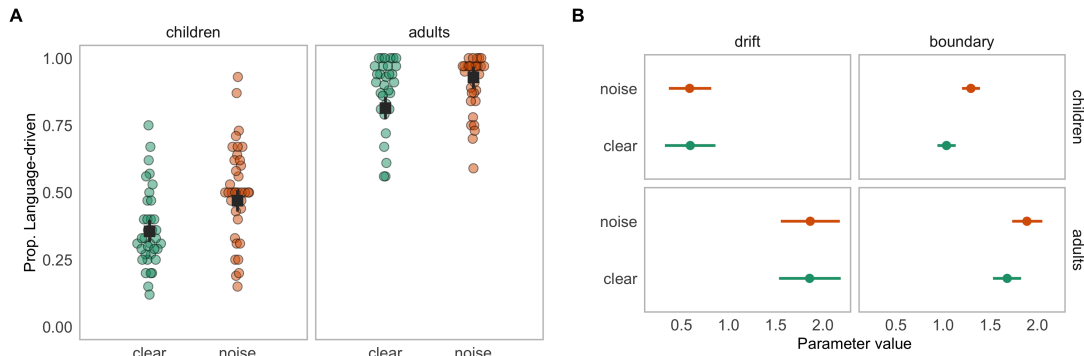 A
children
adults
Prop. Language-driven
1.00
0.75
0.50
0.25
0.00
clear
noise
clear
noise
B
drift
boundary
noise
clear
children
noise
clear
adults
0.5 1.0 1.5 2.0
0.5 1.0 1.5 2.0
Parameter value